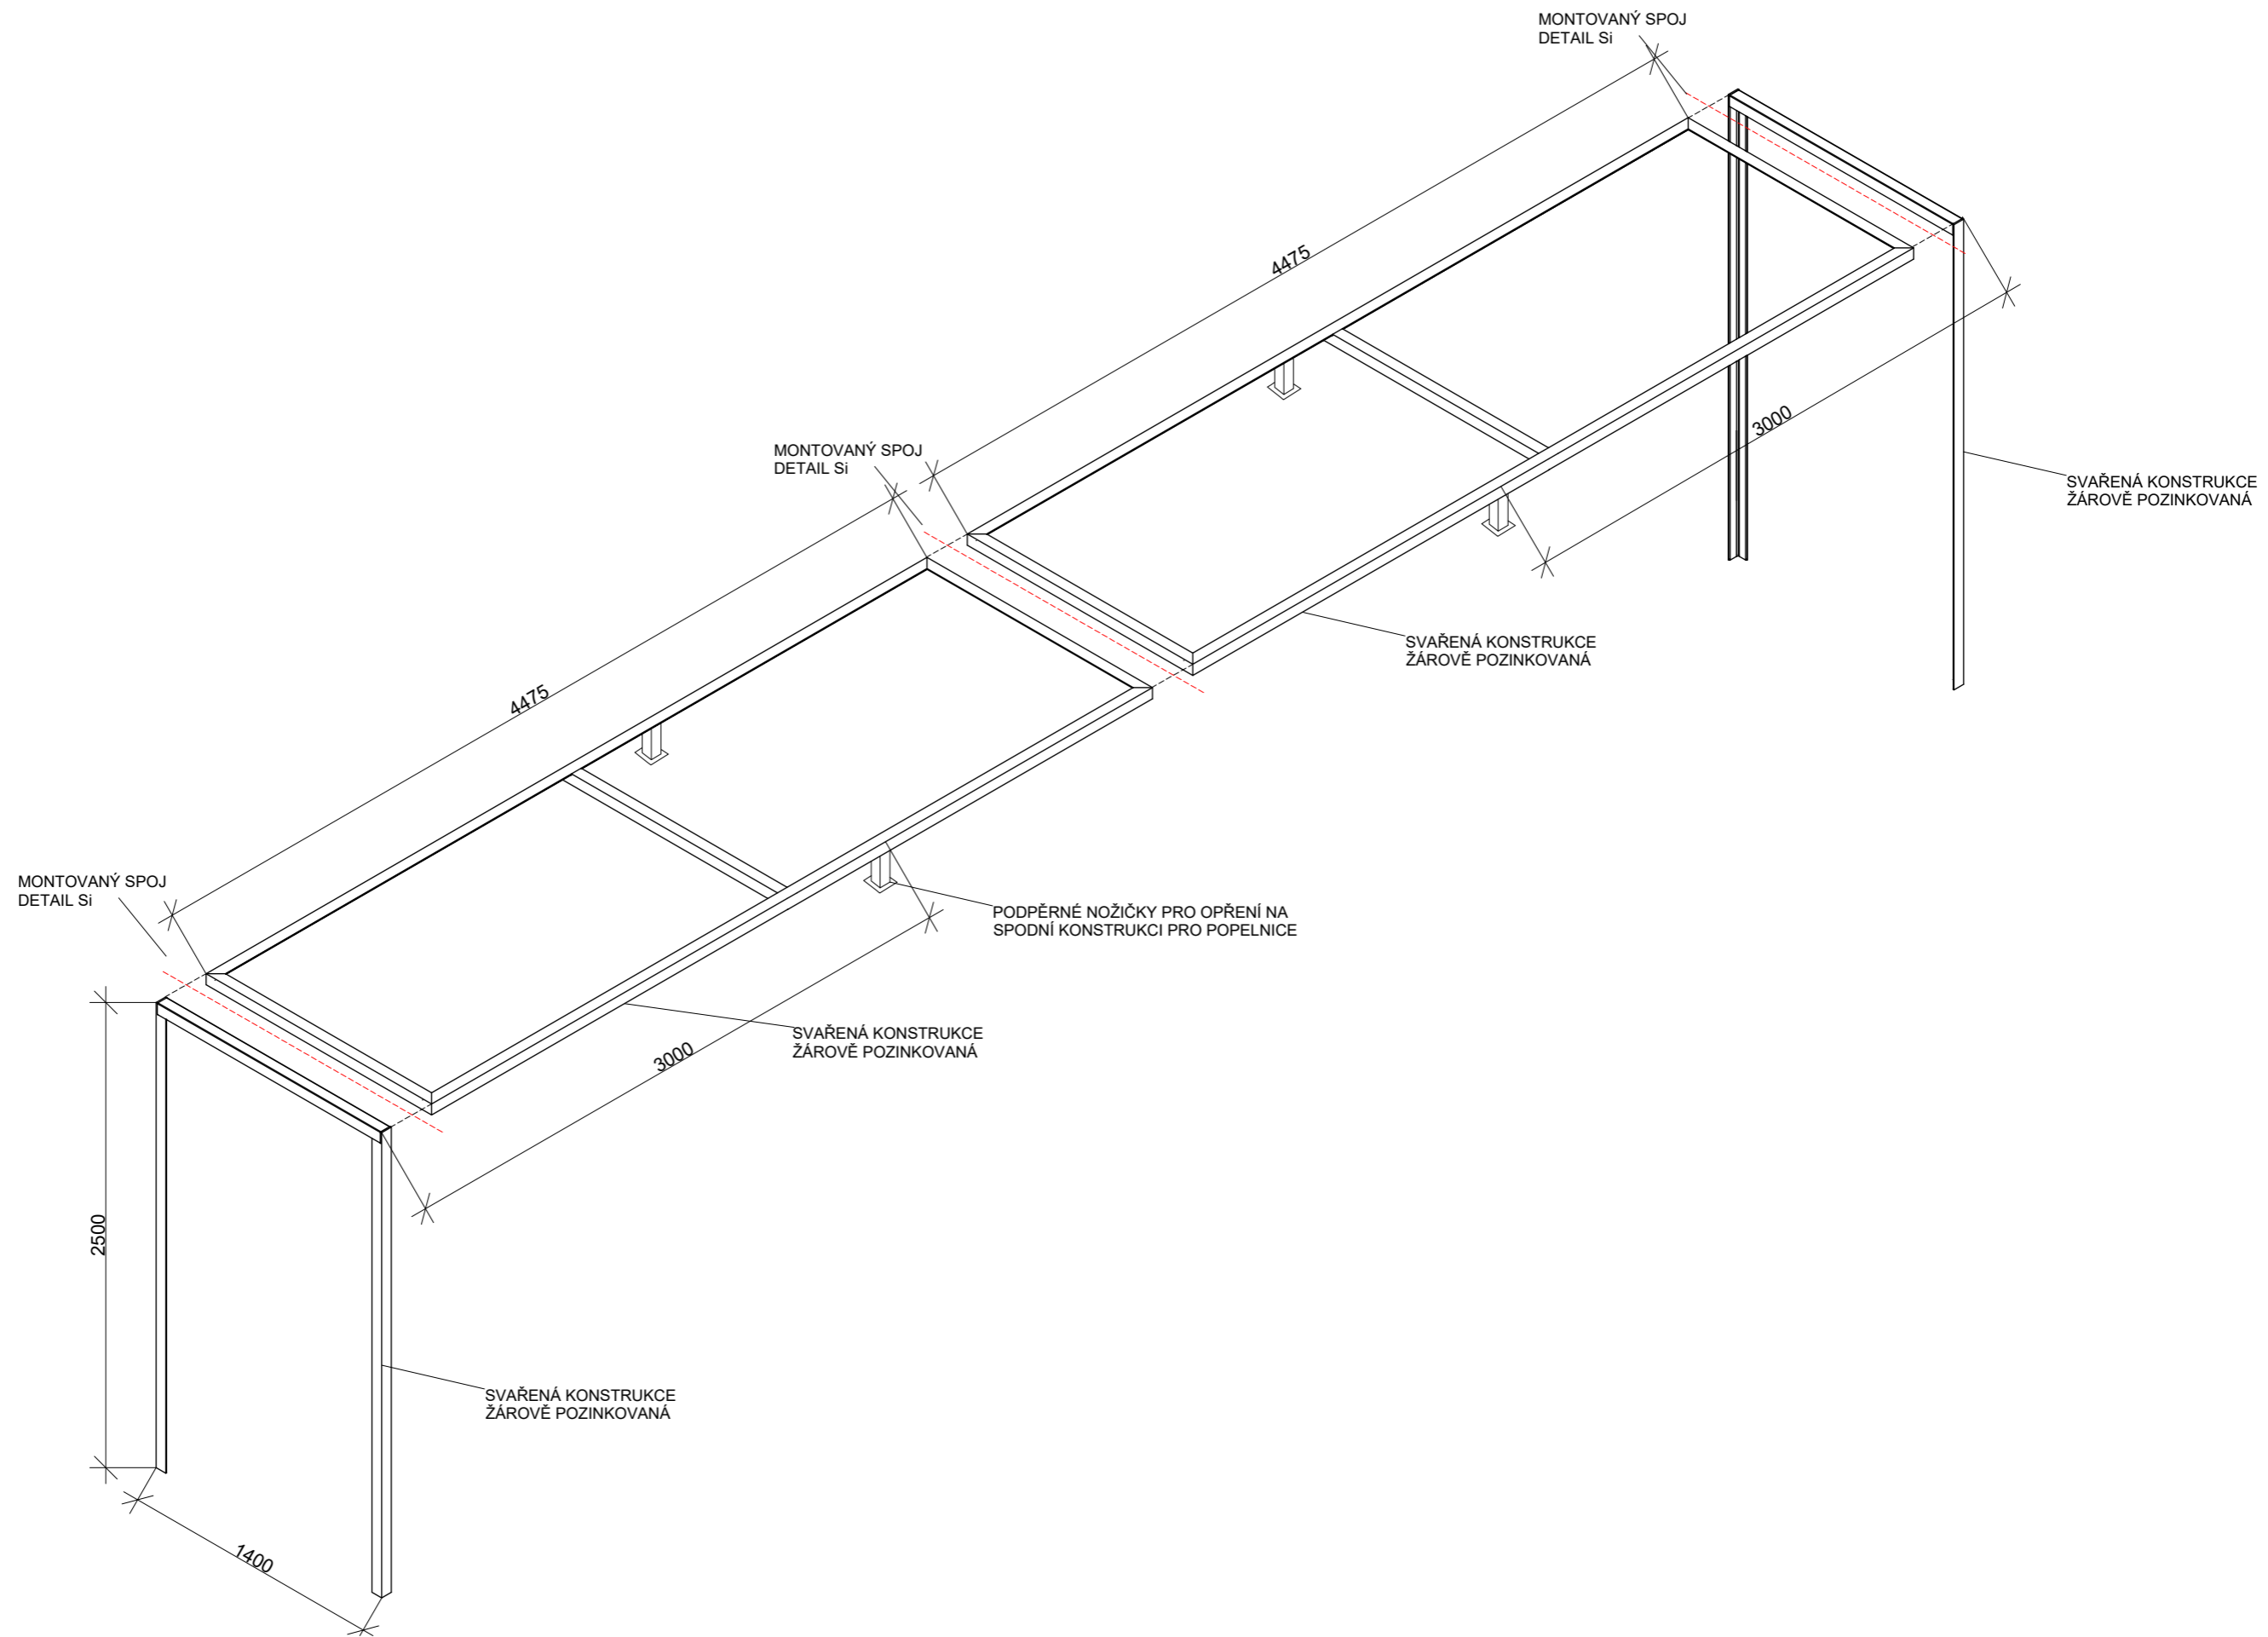 MONTOVANÝ SPOJ
DETAIL Si
4475
3000
MONTOVANÝ SPOJ
DETAIL Si
SVAŘENÁ KONSTRUKCE
ŽÁROVĚ POZINKOVANÁ
SVAŘENÁ KONSTRUKCE
ŽÁROVĚ POZINKOVANÁ
4475
MONTOVANÝ SPOJ
DETAIL Si
PODPĚRNÉ NOŽIČKY PRO OPŘENÍ NA
SPODNÍ KONSTRUKCI PRO POPELNICE
SVAŘENÁ KONSTRUKCE
ŽÁROVĚ POZINKOVANÁ
3000
2500
SVAŘENÁ KONSTRUKCE
ŽÁROVĚ POZINKOVANÁ
1400